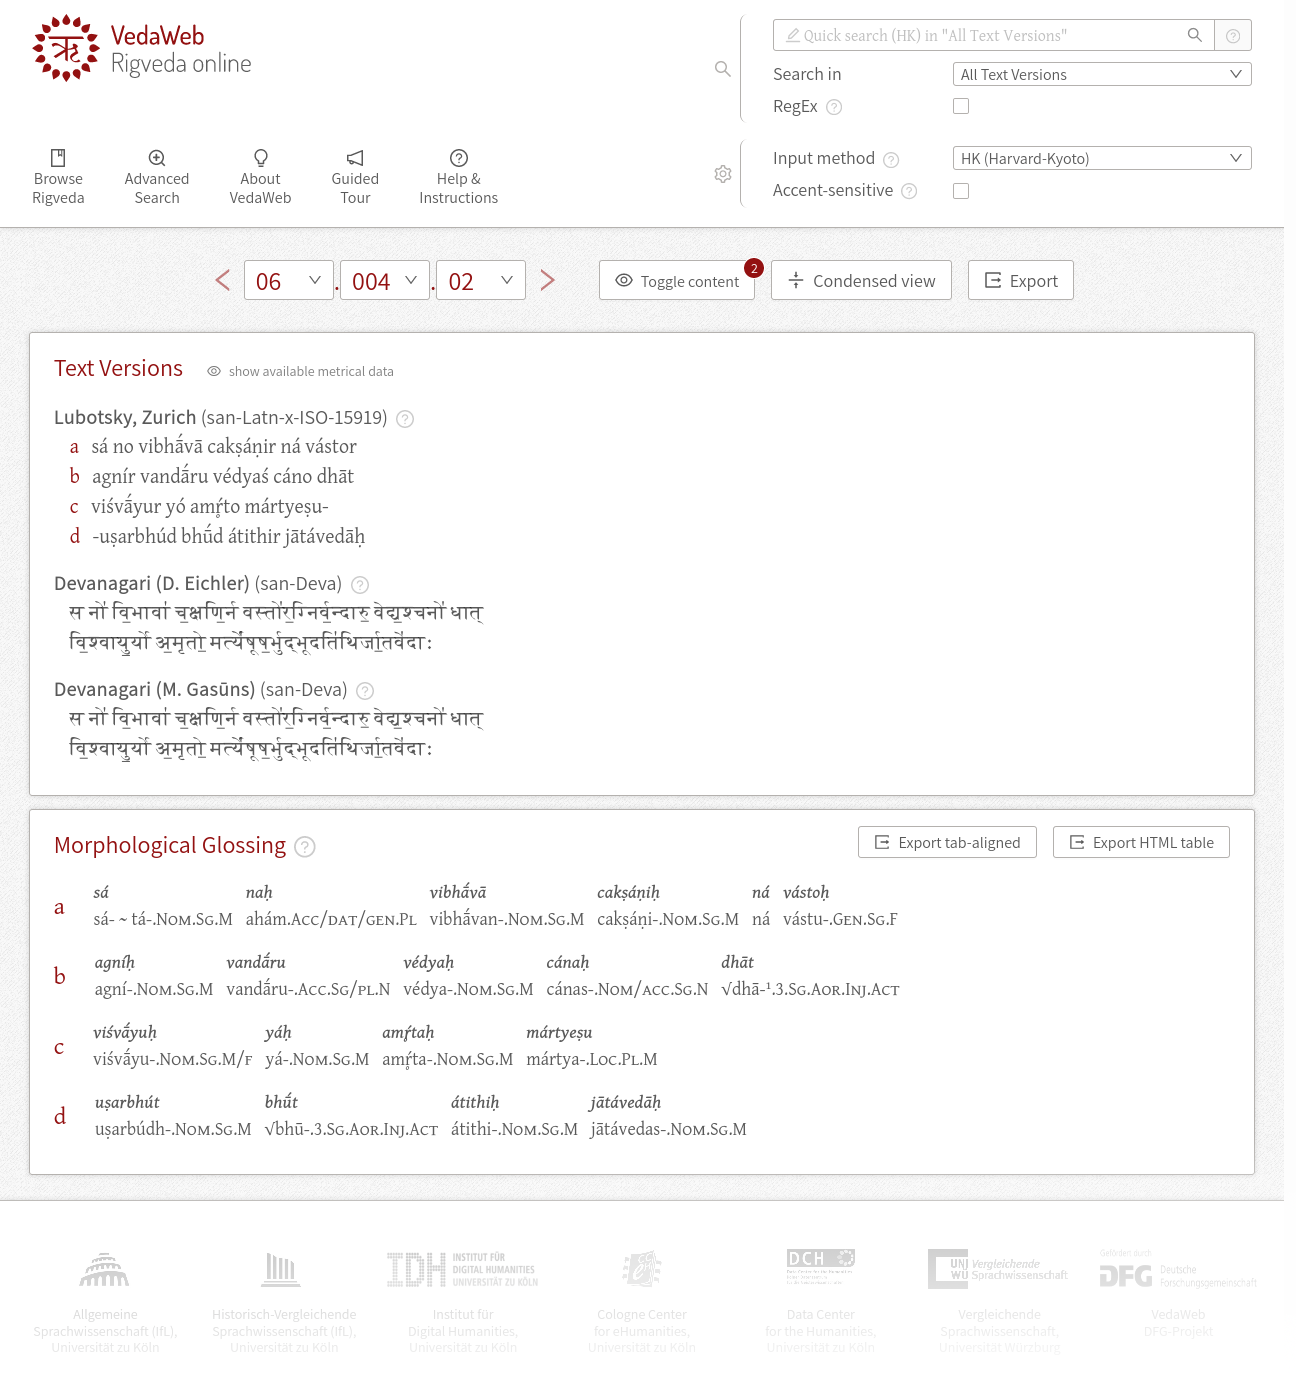 VedaWeb
Rigveda online
Quick search (HK) in "All Text Versions"
Search in
All Text Versions
RegEx
Input method
HK (Harvard-Kyoto)
Accent-sensitive
Browse Rigveda
Advanced Search
About VedaWeb
Guided Tour
Help & Instructions
06 . 004 . 02
Toggle content 2
Condensed view
Export
Text Versions
show available metrical data
Lubotsky, Zurich (san-Latn-x-ISO-15919)
a sá no vibhā́vā cakṣáṇir ná vástor
b agnír vandā́ru védyaś cáno dhāt
c viśvā́yur yó amŕ̥to mártyeṣu-
d -uṣarbhúd bhū́d átithir jātávedāḥ
Devanagari (D. Eichler) (san-Deva)
स नो॑ वि॒भावा॑ च॒क्षणि॒र्न वस्तो॑र॒ग्निर्व॒न्दारु॒ वेद्य॒श्चनो॑ धात्
वि॒श्वायु॒र्यो अ॒मृतो॒ मर्त्ये॑षूष॒र्भुद्भूदति॑थिर्जा॒तवे॑दाः
Devanagari (M. Gasūns) (san-Deva)
स नो॑ वि॒भावा॑ च॒क्षणि॒र्न वस्तो॑र॒ग्निर्व॒न्दारु॒ वेद्य॒श्चनो॑ धात्
वि॒श्वायु॒र्यो अ॒मृतो॒ मर्त्ये॑षूष॒र्भुद्भूदति॑थिर्जा॒तवे॑दाः
Morphological Glossing
Export tab-aligned
Export HTML table
a
sá naḥ vibhā́vā cakṣáṇiḥ ná vástoḥ
sá- ~ tá-.Nom.Sg.M ahám.Acc/dat/gen.Pl vibhā́van-.Nom.Sg.M cakṣáṇi-.Nom.Sg.M ná vástu-.Gen.Sg.F
b
agníḥ vandā́ru védyaḥ cánaḥ dhāt
agní-.Nom.Sg.M vandā́ru-.Acc.Sg/pl.N védya-.Nom.Sg.M cánas-.Nom/acc.Sg.N √dhā-¹.3.Sg.Aor.Inj.Act
c
viśvā́yuḥ yáḥ amŕ̥taḥ mártyeṣu
viśvā́yu-.Nom.Sg.M/f yá-.Nom.Sg.M amŕ̥ta-.Nom.Sg.M mártya-.Loc.Pl.M
d
uṣarbhút bhū́t átithiḥ jātávedāḥ
uṣarbúdh-.Nom.Sg.M √bhū-.3.Sg.Aor.Inj.Act átithi-.Nom.Sg.M jātávedas-.Nom.Sg.M
INSTITUT FÜR
DIGITAL HUMANITIES
UNIVERSITÄT ZU KÖLN
TDH
DCH
UNI
WÜ
Vergleichende
Sprachwissenschaft
Gefördert durch
DFG
Deutsche
Forschungsgemeinschaft
Allgemeine
Sprachwissenschaft (IfL),
Universität zu Köln
Historisch-Vergleichende
Sprachwissenschaft (IfL),
Universität zu Köln
Institut für
Digital Humanities,
Universität zu Köln
Cologne Center
for eHumanities,
Universität zu Köln
Data Center
for the Humanities,
Universität zu Köln
Vergleichende
Sprachwissenschaft,
Universität Würzburg
VedaWeb
DFG-Projekt